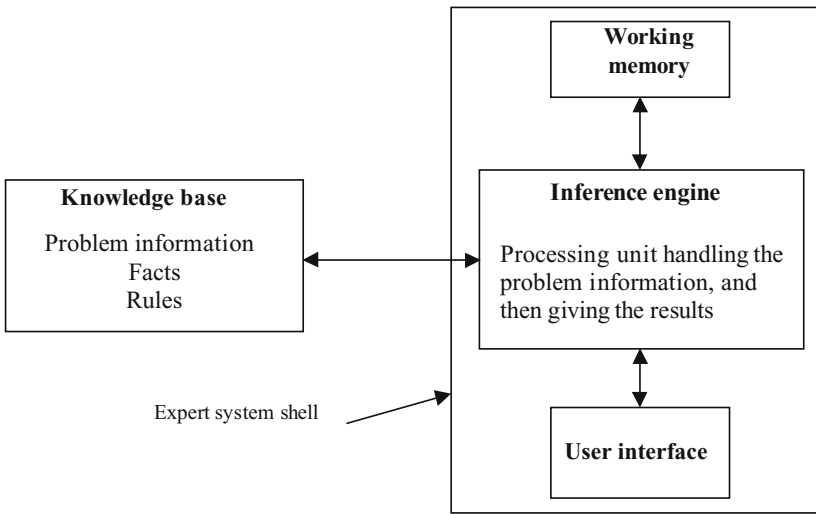 Working
memory
Knowledge base
Problem information
Facts
Rules
Inference engine
Processing unit handling the
problem information, and
then giving the results
Expert system shell
User interface